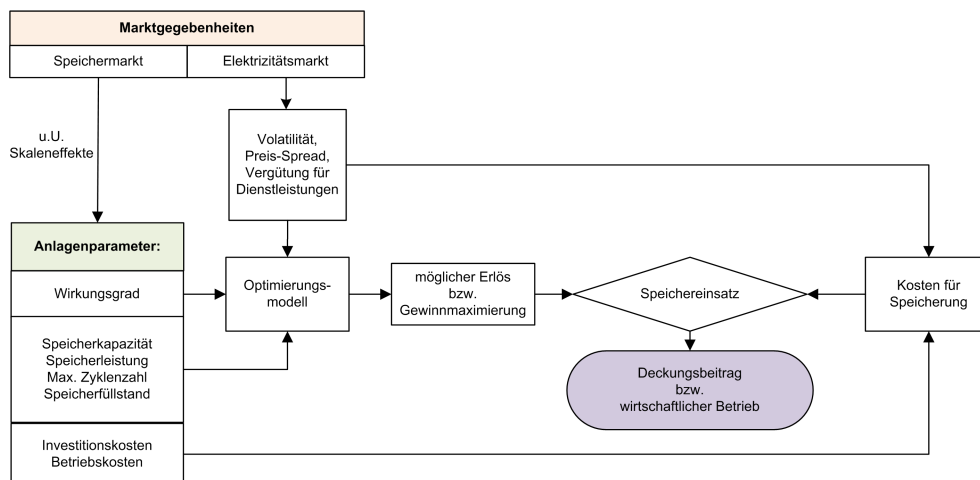 Marktgegebenheiten
Speichermarkt
Elektrizitätsmarkt
u.U.
Skaleneffekte
Volatilität,
Preis-Spread,
Vergütung für
Dienstleistungen
Anlagenparameter:
Wirkungsgrad
Optimierungs-
modell
möglicher Erlös
bzw.
Gewinnmaximierung
Speichereinsatz
Kosten für
Speicherung
Speicherkapazität
Speicherleistung
Max. Zyklenzahl
Speicherfüllstand
Deckungsbeitrag
bzw.
wirtschaftlicher Betrieb
Investitionskosten
Betriebskosten